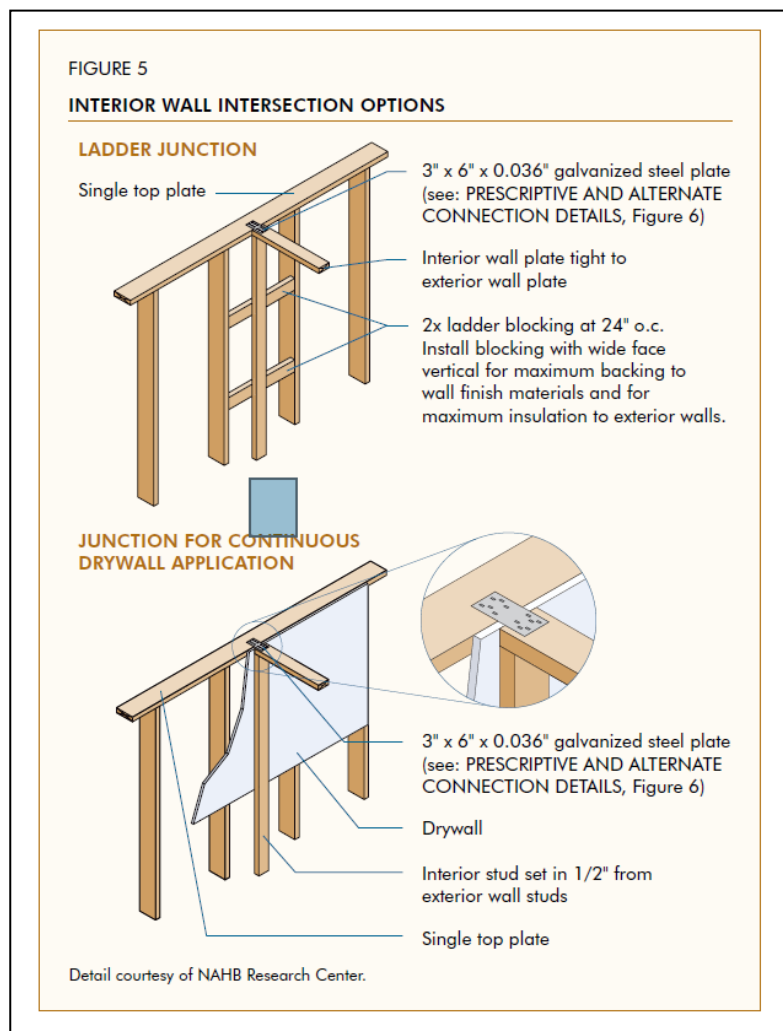 FIGURE 5
INTERIOR WALL INTERSECTION OPTIONS
LADDER JUNCTION
Single top plate
3" x 6" x 0.036" galvanized steel plate
(see: PRESCRIPTIVE AND ALTERNATE
CONNECTION DETAILS, Figure 6)
Interior wall plate tight to
exterior wall plate
2x ladder blocking at 24" o.c.
Install blocking with wide face
vertical for maximum backing to
wall finish materials and for
maximum insulation to exterior walls.
JUNCTION FOR CONTINUOUS
DRYWALL APPLICATION
3" x 6" x 0.036" galvanized steel plate
(see: PRESCRIPTIVE AND ALTERNATE
CONNECTION DETAILS, Figure 6)
Drywall
Interior stud set in 1/2" from
exterior wall studs
Single top plate
Detail courtesy of NAHB Research Center.